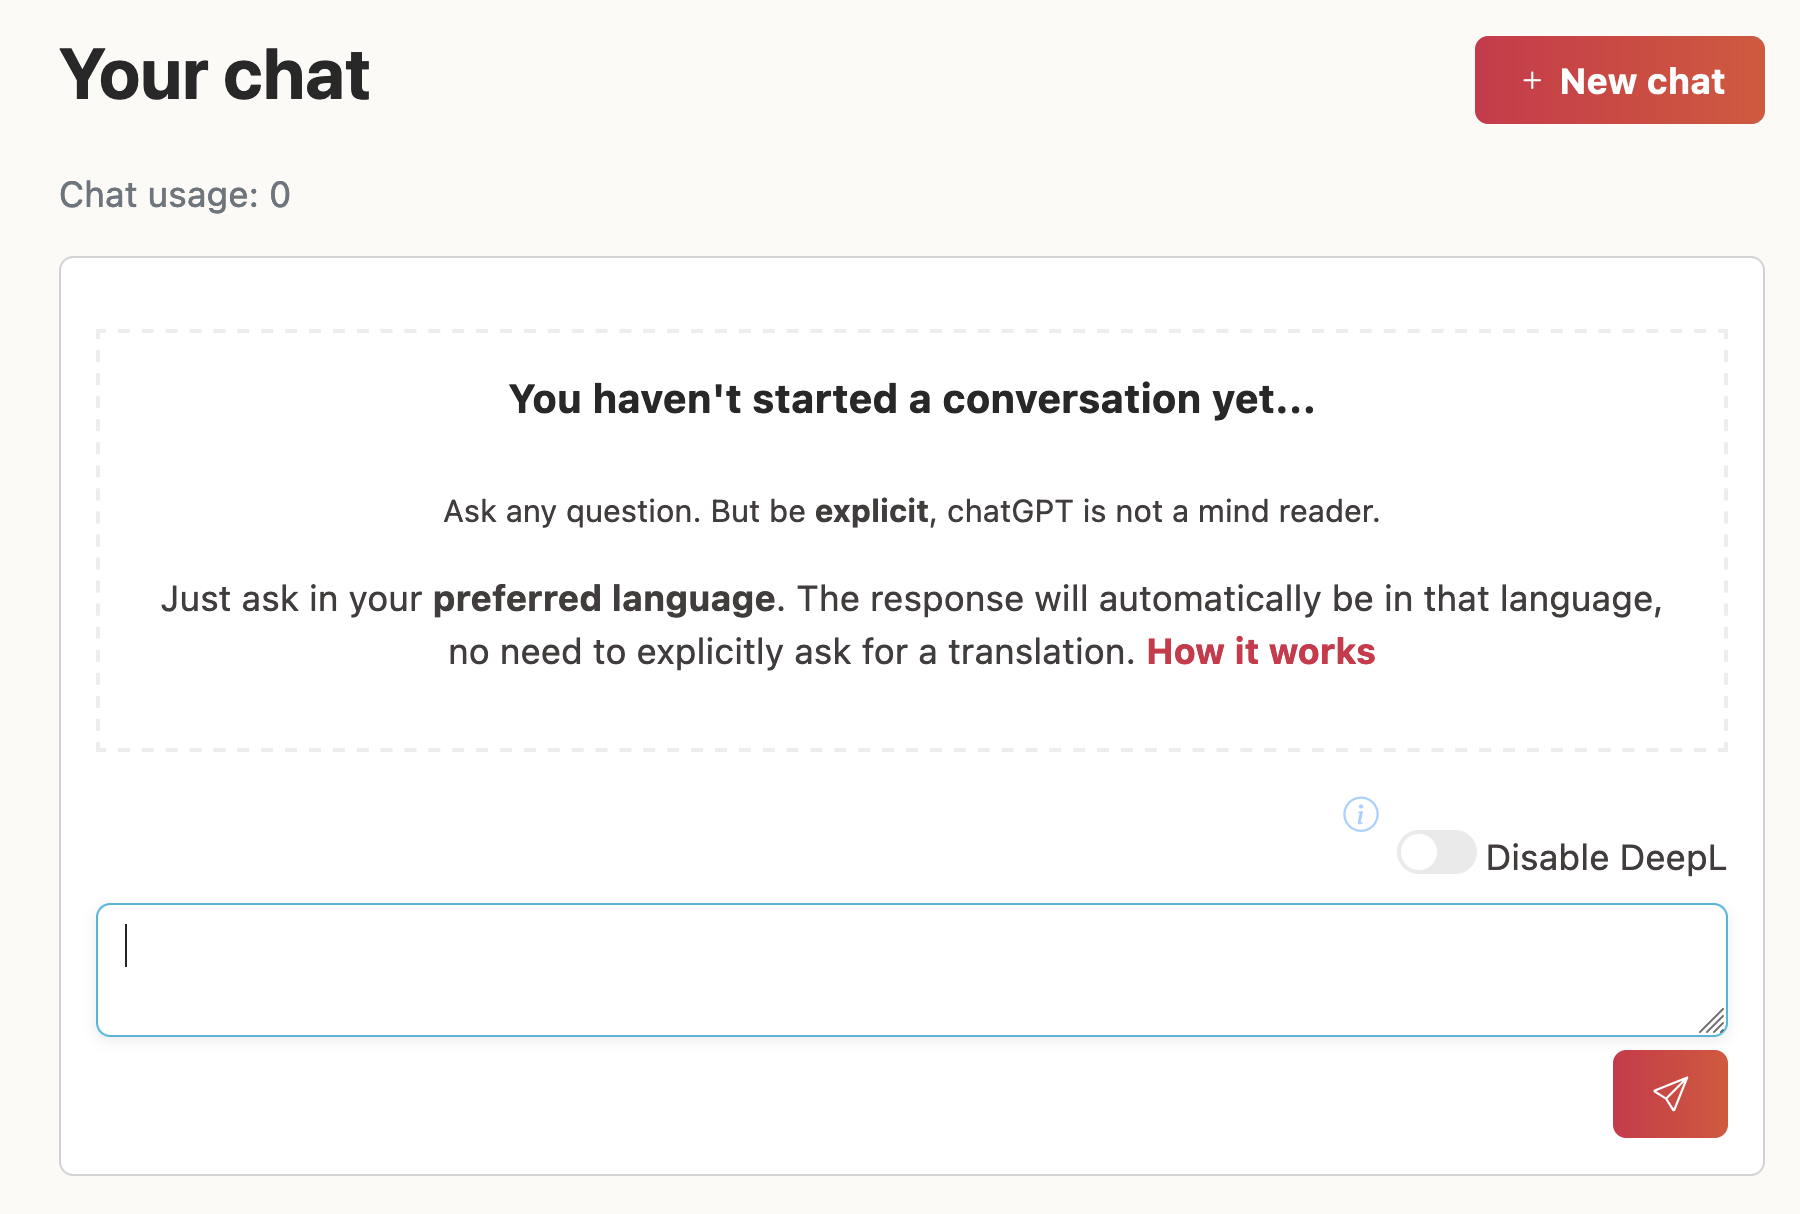 Your chat
+ New chat
Chat usage: 0
You haven't started a conversation yet...
Ask any question. But be explicit, chatGPT is not a mind reader.
Just ask in your preferred language. The response will automatically be in that language,
no need to explicitly ask for a translation. How it works
i
Disable DeepL